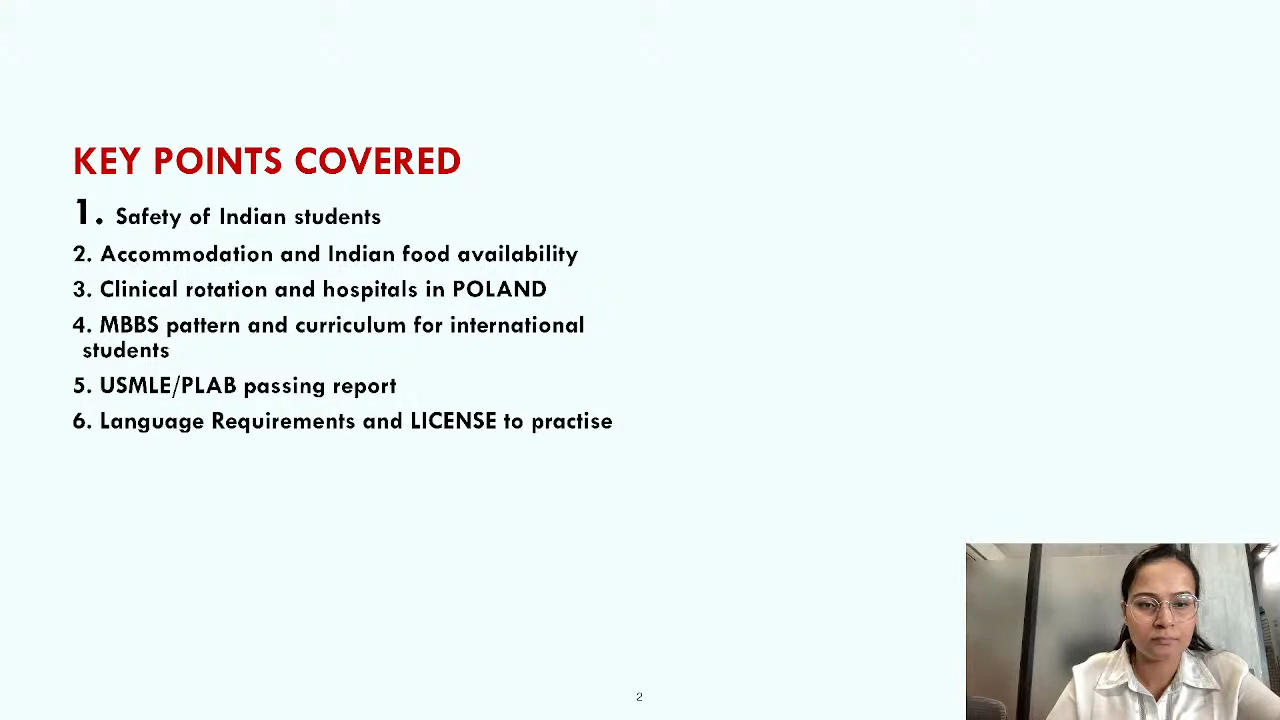 KEY POINTS COVERED
1. Safety of Indian students
2. Accommodation and Indian food availability
3. Clinical rotation and hospitals in POLAND
4. MBBS pattern and curriculum for international
students
5. USMLE/PLAB passing report
6. Language Requirements and LICENSE to practise
2